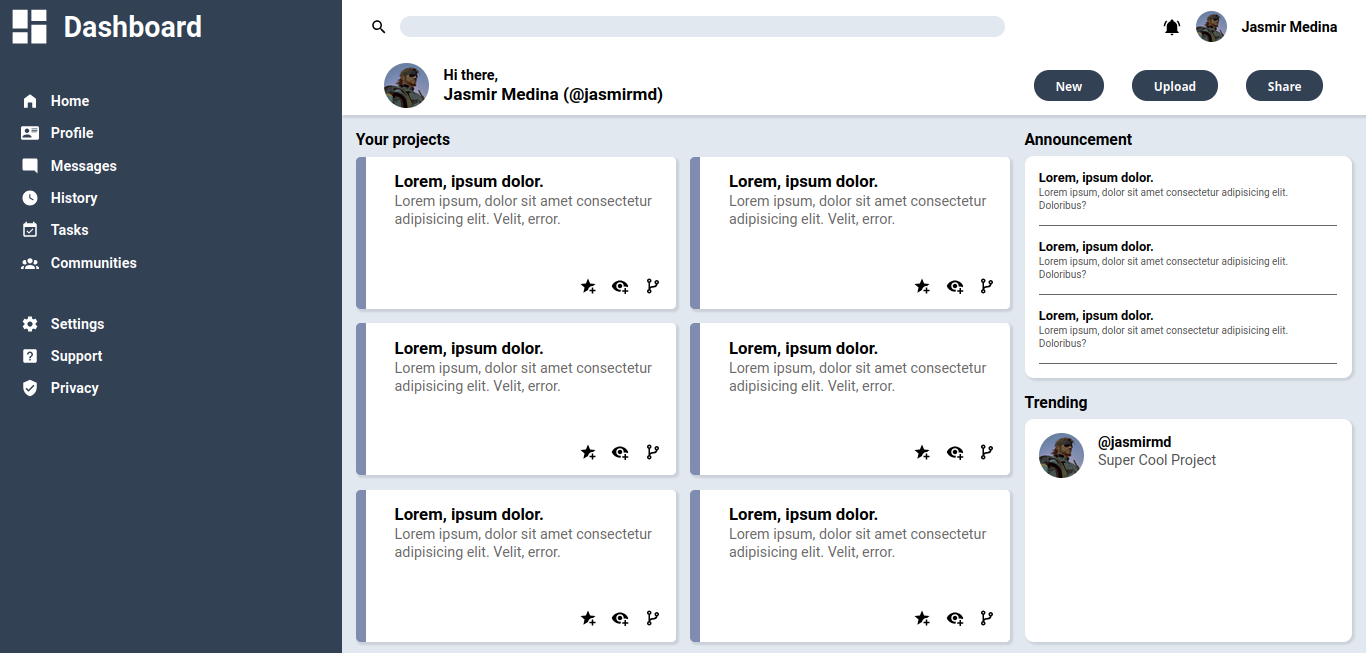 Dashboard
Home
Profile
Messages
History
Tasks
Communities
Settings
Support
Privacy
Jasmir Medina
Hi there,
Jasmir Medina (@jasmirmd)
New
Upload
Share
Your projects
Lorem, ipsum dolor.
Lorem ipsum, dolor sit amet consectetur
adipisicing elit. Velit, error.
Lorem, ipsum dolor.
Lorem ipsum, dolor sit amet consectetur
adipisicing elit. Velit, error.
Lorem, ipsum dolor.
Lorem ipsum, dolor sit amet consectetur
adipisicing elit. Velit, error.
Lorem, ipsum dolor.
Lorem ipsum, dolor sit amet consectetur
adipisicing elit. Velit, error.
Lorem, ipsum dolor.
Lorem ipsum, dolor sit amet consectetur
adipisicing elit. Velit, error.
Lorem, ipsum dolor.
Lorem ipsum, dolor sit amet consectetur
adipisicing elit. Velit, error.
Announcement
Lorem, ipsum dolor.
Lorem ipsum, dolor sit amet consectetur adipisicing elit.
Doloribus?
Lorem, ipsum dolor.
Lorem ipsum, dolor sit amet consectetur adipisicing elit.
Doloribus?
Lorem, ipsum dolor.
Lorem ipsum, dolor sit amet consectetur adipisicing elit.
Doloribus?
Trending
@jasmirmd
Super Cool Project